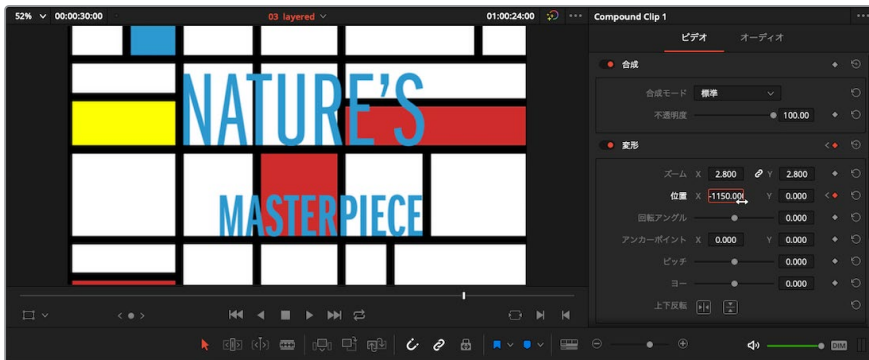 52% 00:00:30:00 03 layered 01:00:24:00 Compound Clip 1
ビデオ オーディオ
合成
合成モード 標準
不透明度 100.00
変形
ズーム X 2.800 Y 2.800
位置 X -1150.00 Y 0.000
回転アングル 0.000
アンカーポイント X 0.000 Y 0.000
ピッチ 0.000
ヨー 0.000
上下反転
NATURE'S
MASTERPIECE
DIM